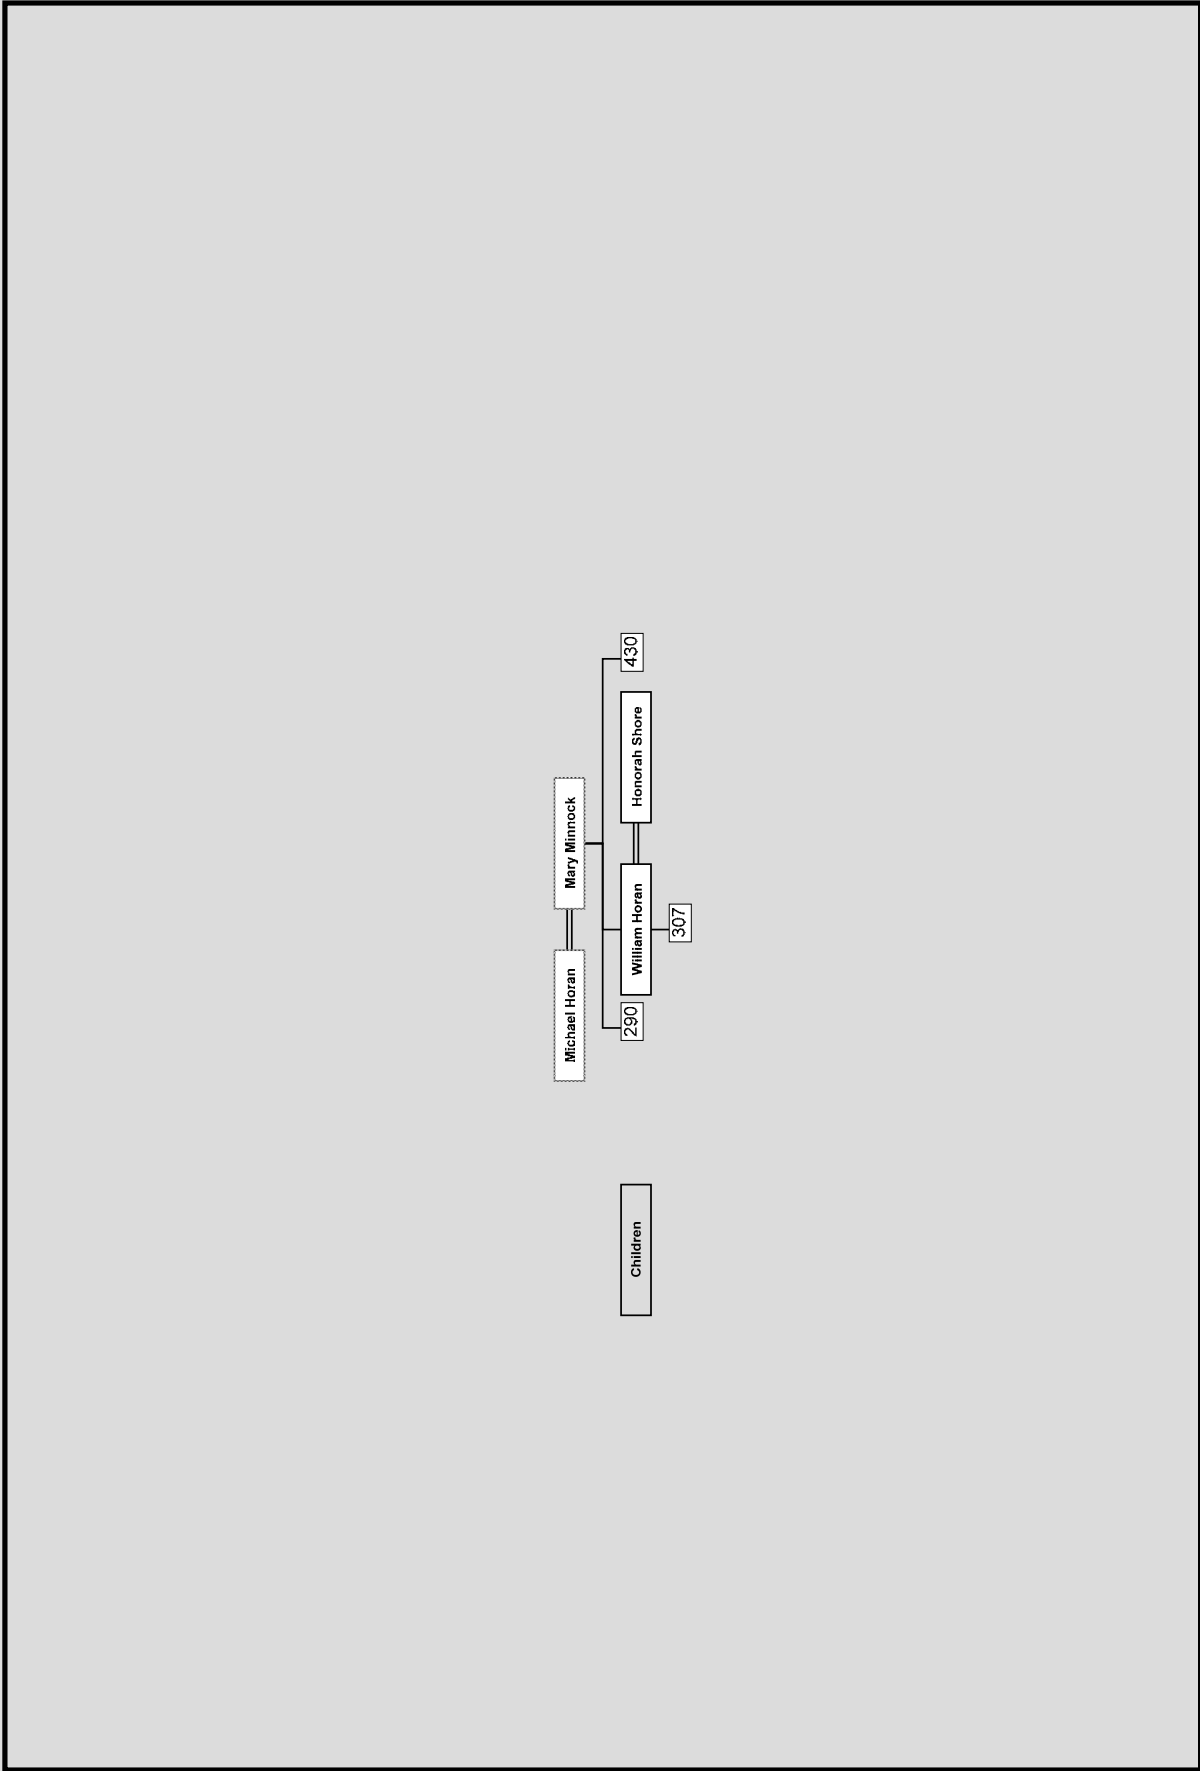 Michael Horan
Mary Minnock
Children
290
William Horan
Honorah Shore
430
307